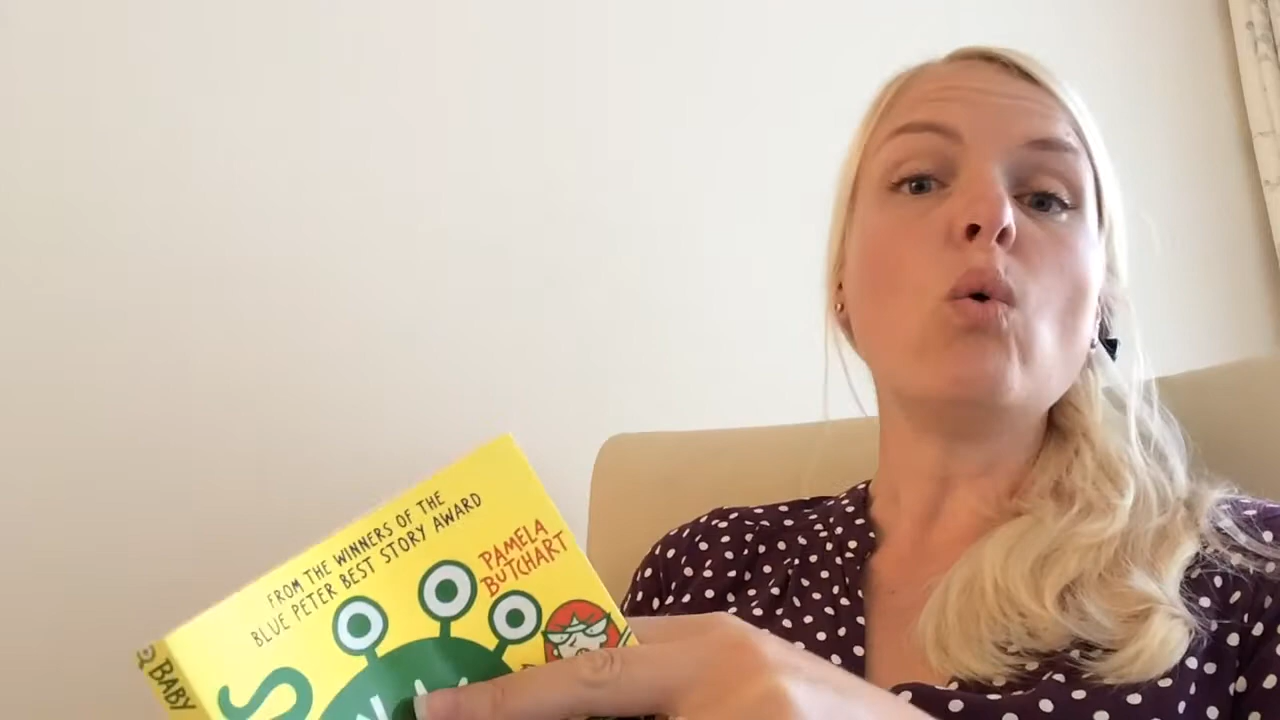 FROM THE WINNERS OF THE
BLUE PETER BEST STORY AWARD
PAMELA
BUTCHART
BABY